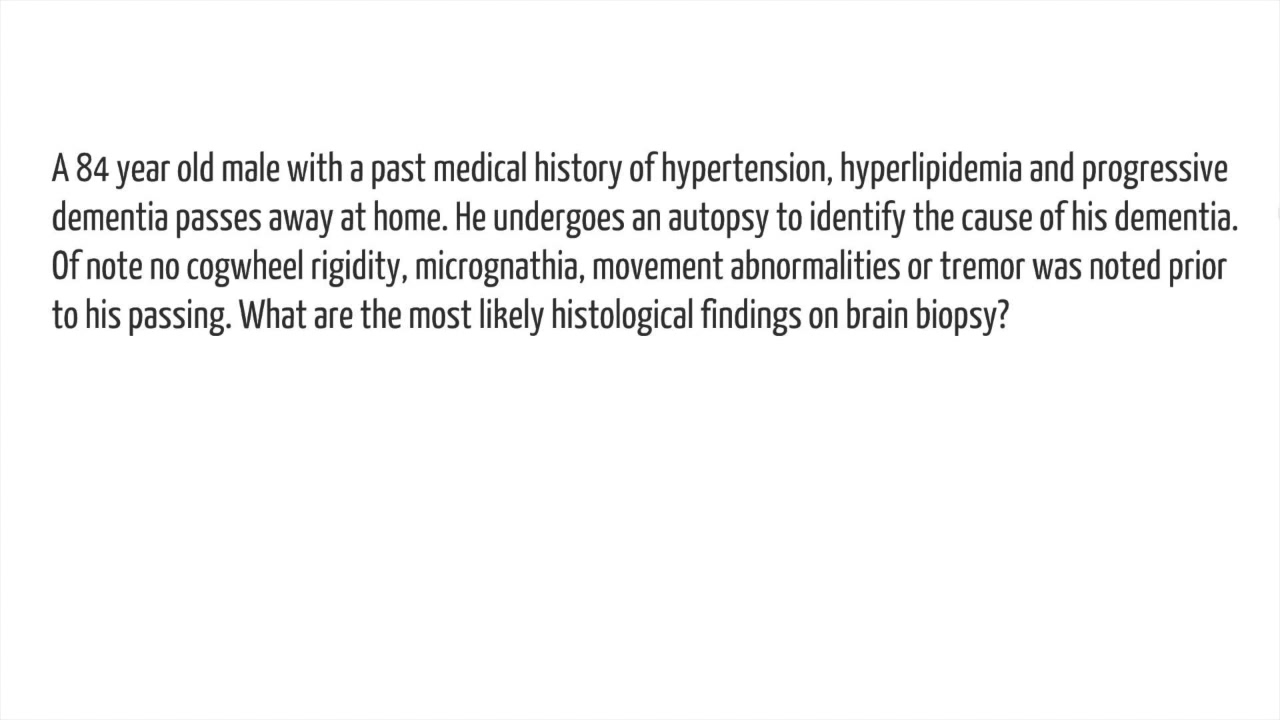 A 84 year old male with a past medical history of hypertension, hyperlipidemia and progressive
dementia passes away at home. He undergoes an autopsy to identify the cause of his dementia.
Of note no cogwheel rigidity, micrognathia, movement abnormalities or tremor was noted prior
to his passing. What are the most likely histological findings on brain biopsy?